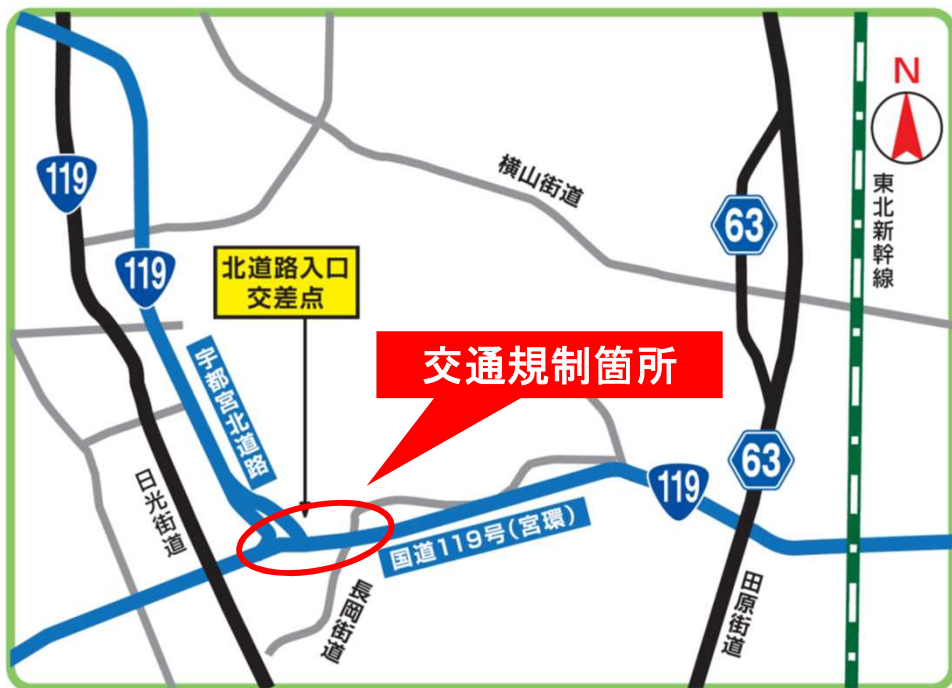 N
119
横山街道
東北新幹線
63
119
北道路入口
交差点
交通規制箇所
宇都宮北道路
63
119
日光街道
国道119号(宮環)
長岡街道
田原街道